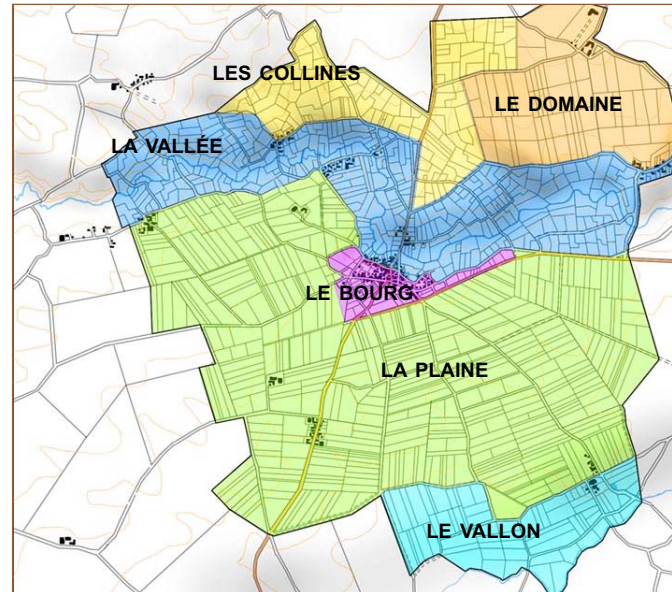 LES COLLINES
LE DOMAINE
LA VALLÉE
LE BOURG
LA PLAINE
LE VALLON